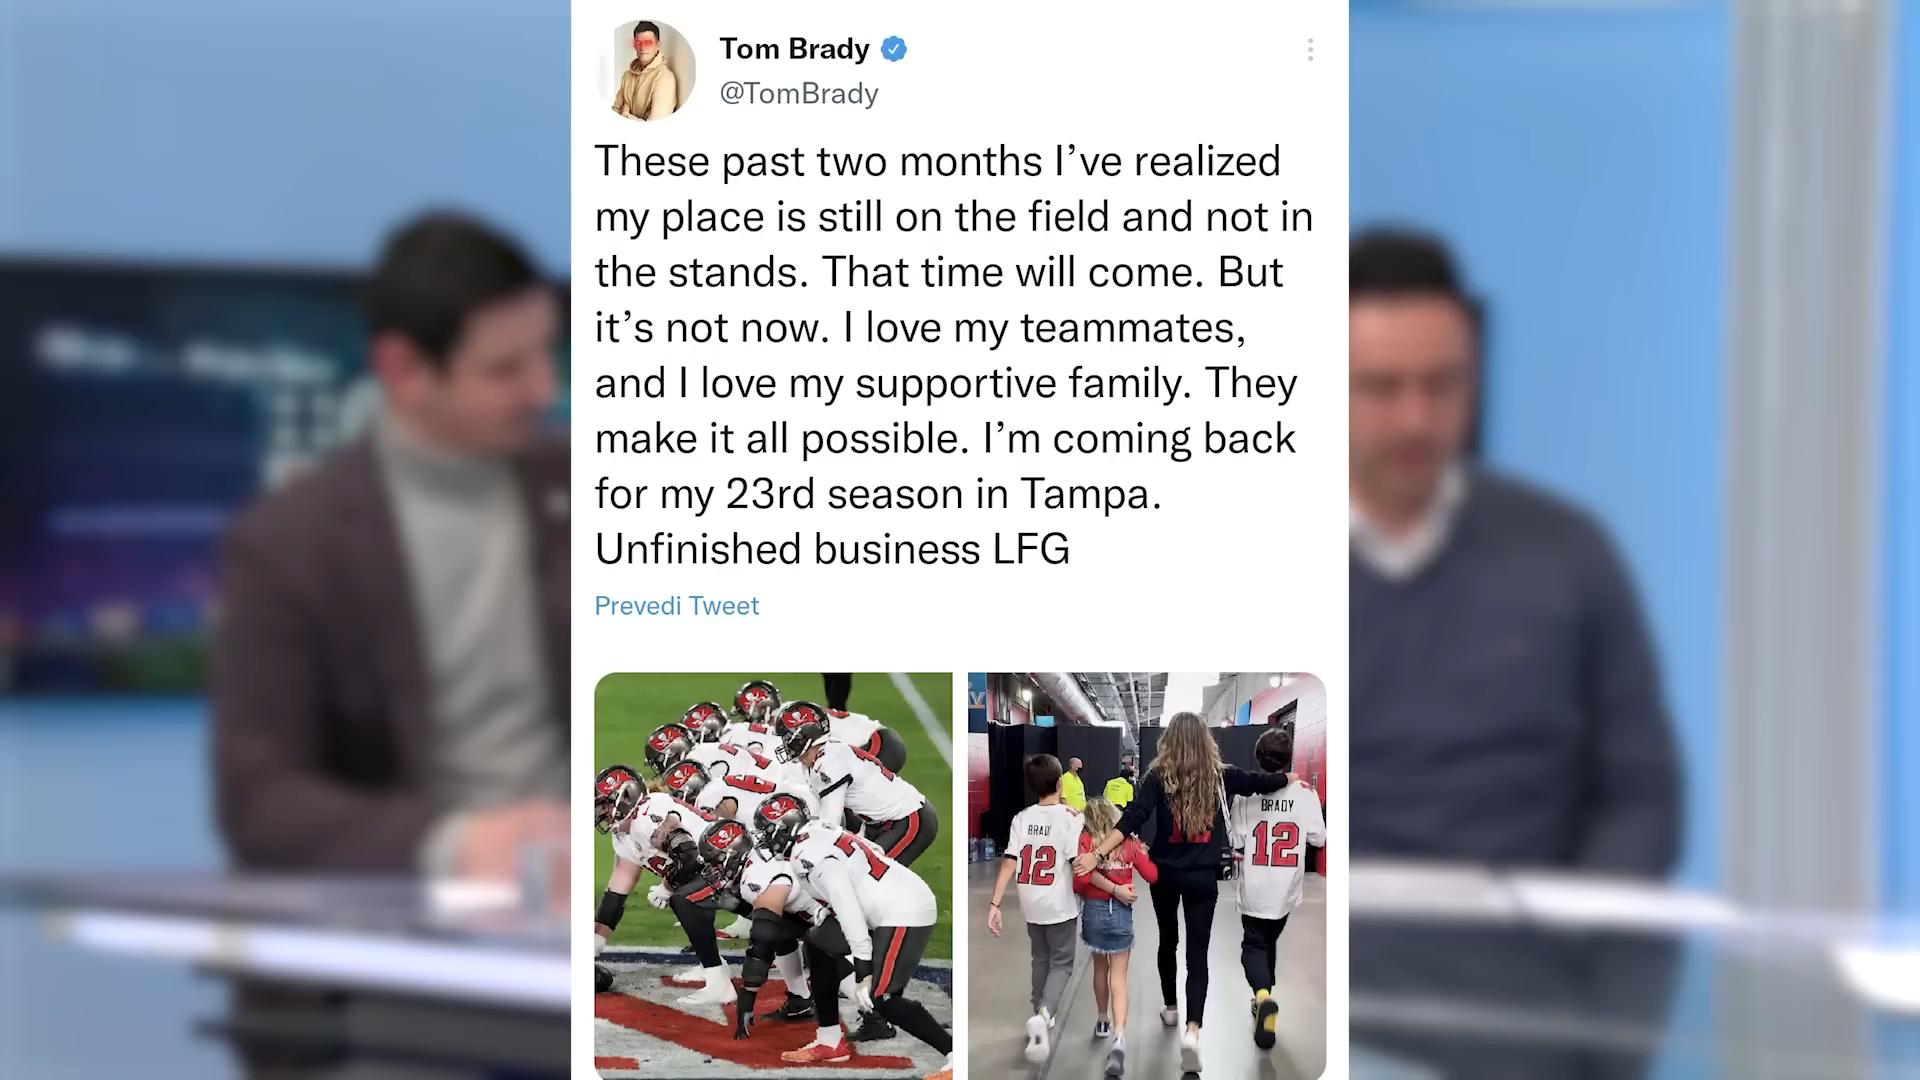 Tom Brady
@TomBrady
These past two months I’ve realized
my place is still on the field and not in
the stands. That time will come. But
it’s not now. I love my teammates,
and I love my supportive family. They
make it all possible. I’m coming back
for my 23rd season in Tampa.
Unfinished business LFG
Prevedi Tweet
BRADY
12
BRADY
12